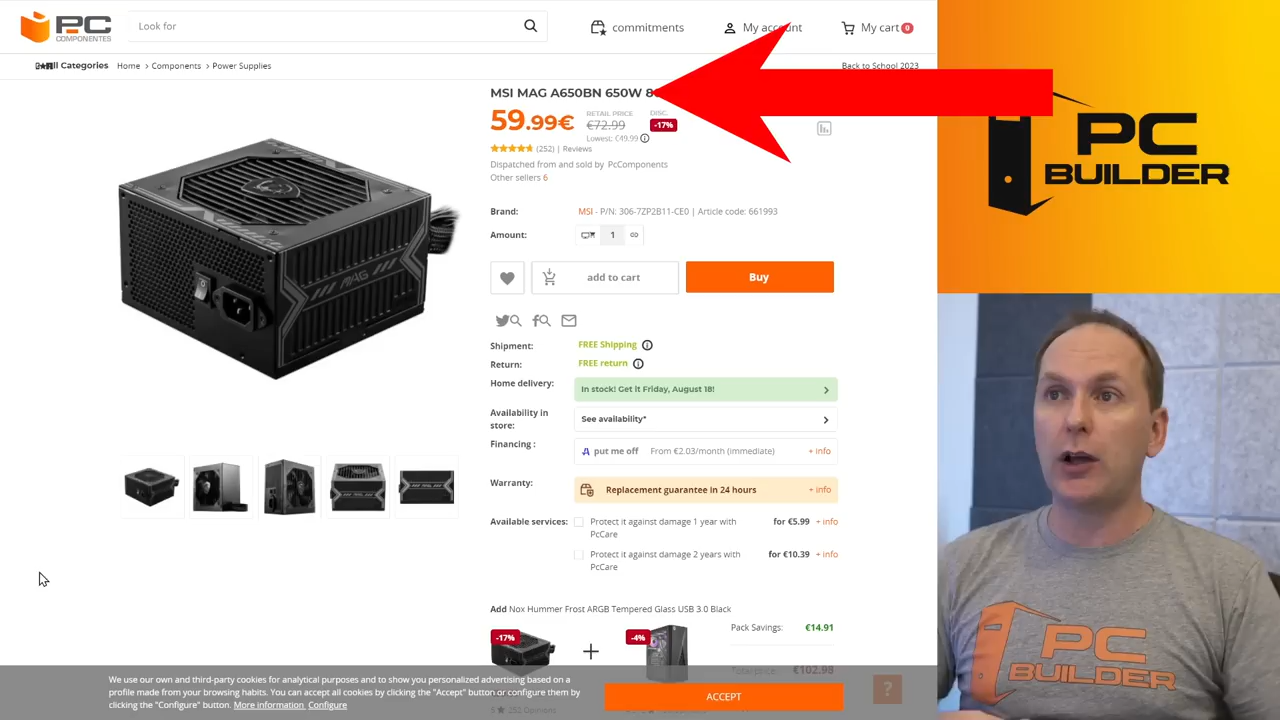 PC COMPONENTES
Look for
commitments
My account
My cart 0
All Categories
Home > Components > Power Supplies
Back to School 2023
MSI MAG A650BN 650W 8
59.99€
RETAIL PRICE
€72.99
DISC.
-17%
Lowest: €49.99
(252) | Reviews
Dispatched from and sold by PcComponents
Other sellers 6
Brand: MSI - P/N: 306-7ZP2B11-CE0 | Article code: 661993
Amount: 1
add to cart
Buy
Shipment: FREE Shipping
Return: FREE return
Home delivery: In stock! Get it Friday, August 18!
Availability in store: See availability*
Financing : put me off From €2.03/month (immediate) + info
Warranty: Replacement guarantee in 24 hours + info
Available services: Protect it against damage 1 year with PcCare for €5.99 + info
Protect it against damage 2 years with PcCare for €10.39 + info
Add Nox Hummer Frost ARGB Tempered Glass USB 3.0 Black
-17%
-4%
Pack Savings: €14.91
Total price: €102.98
We use our own and third-party cookies for analytical purposes and to show you personalized advertising based on a
profile made from your browsing habits. You can accept all cookies by clicking the "Accept" button or configure them by
clicking the "Configure" button. More information Configure
ACCEPT
?
PC
BUILDER
MAG
PC
BUILDER